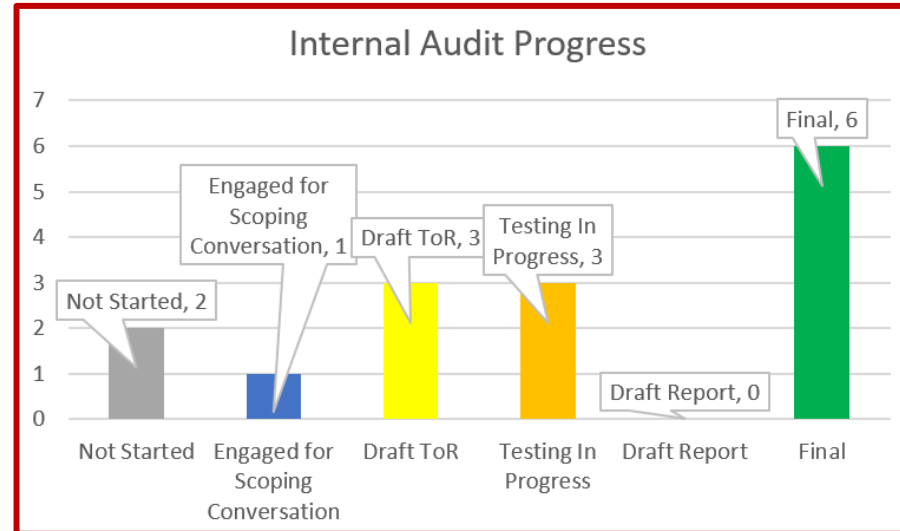 Internal Audit Progress
7
6
5
4
3
2
1
0
Not Started, 2
Engaged for
Scoping
Conversation, 1
Draft ToR, 3
Testing In
Progress, 3
Draft Report, 0
Final, 6
Not Started
Engaged for
Scoping
Conversation
Draft ToR
Testing In
Progress
Draft Report
Final